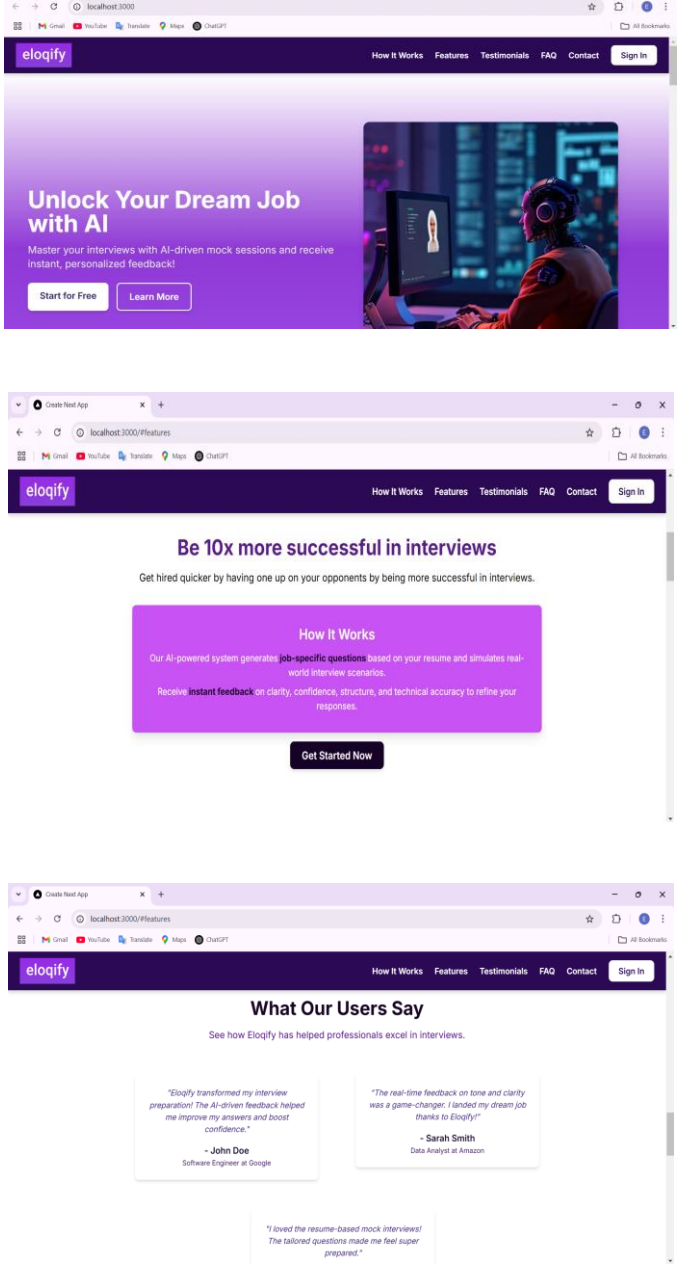 localhost:3000
Gmail YouTube Translate Maps ChatGPT All Bookmarks
eloqify How It Works Features Testimonials FAQ Contact Sign In
Unlock Your Dream Job
with AI
Master your interviews with AI-driven mock sessions and receive
instant, personalized feedback!
Start for Free Learn More
Create Next App
localhost:3000/#features
E
Gmail YouTube Translate Maps ChatGPT All Bookmarks
eloqify How It Works Features Testimonials FAQ Contact Sign In
Be 10x more successful in interviews
Get hired quicker by having one up on your opponents by being more successful in interviews.
How It Works
Our AI-powered system generates job-specific questions based on your resume and simulates real-
world interview scenarios.
Receive instant feedback on clarity, confidence, structure, and technical accuracy to refine your
responses.
Get Started Now
Create Next App
localhost:3000/#features
E
Gmail YouTube Translate Maps ChatGPT All Bookmarks
eloqify How It Works Features Testimonials FAQ Contact Sign In
What Our Users Say
See how Eloqify has helped professionals excel in interviews.
"Eloqify transformed my interview
preparation! The AI-driven feedback helped
me improve my answers and boost
confidence."
- John Doe
Software Engineer at Google
"The real-time feedback on tone and clarity
was a game-changer. I landed my dream job
thanks to Eloqify!"
- Sarah Smith
Data Analyst at Amazon
"I loved the resume-based mock interviews!
The tailored questions made me feel super
prepared."